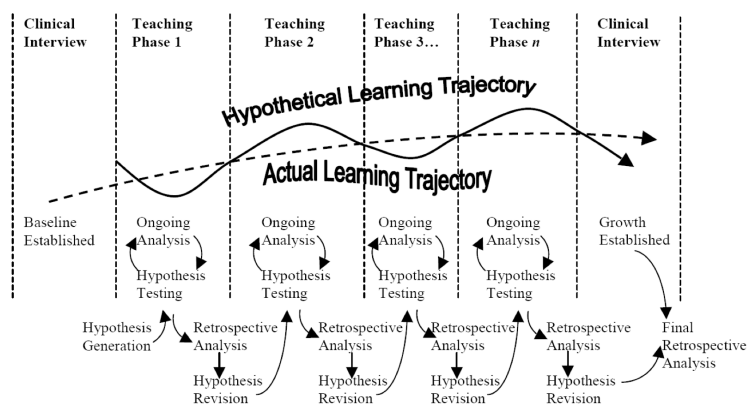 Clinical
Interview
Teaching
Phase 1
Teaching
Phase 2
Teaching
Phase 3…
Teaching
Phase n
Clinical
Interview
Hypothetical Learning Trajectory
Actual Learning Trajectory
Baseline
Established
Ongoing
Analysis
Hypothesis
Testing
Ongoing
Analysis
Hypothesis
Testing
Ongoing
Analysis
Hypothesis
Testing
Ongoing
Analysis
Hypothesis
Testing
Growth
Established
Hypothesis
Generation
Retrospective
Analysis
Hypothesis
Revision
Retrospective
Analysis
Hypothesis
Revision
Retrospective
Analysis
Hypothesis
Revision
Retrospective
Analysis
Hypothesis
Revision
Final
Retrospective
Analysis